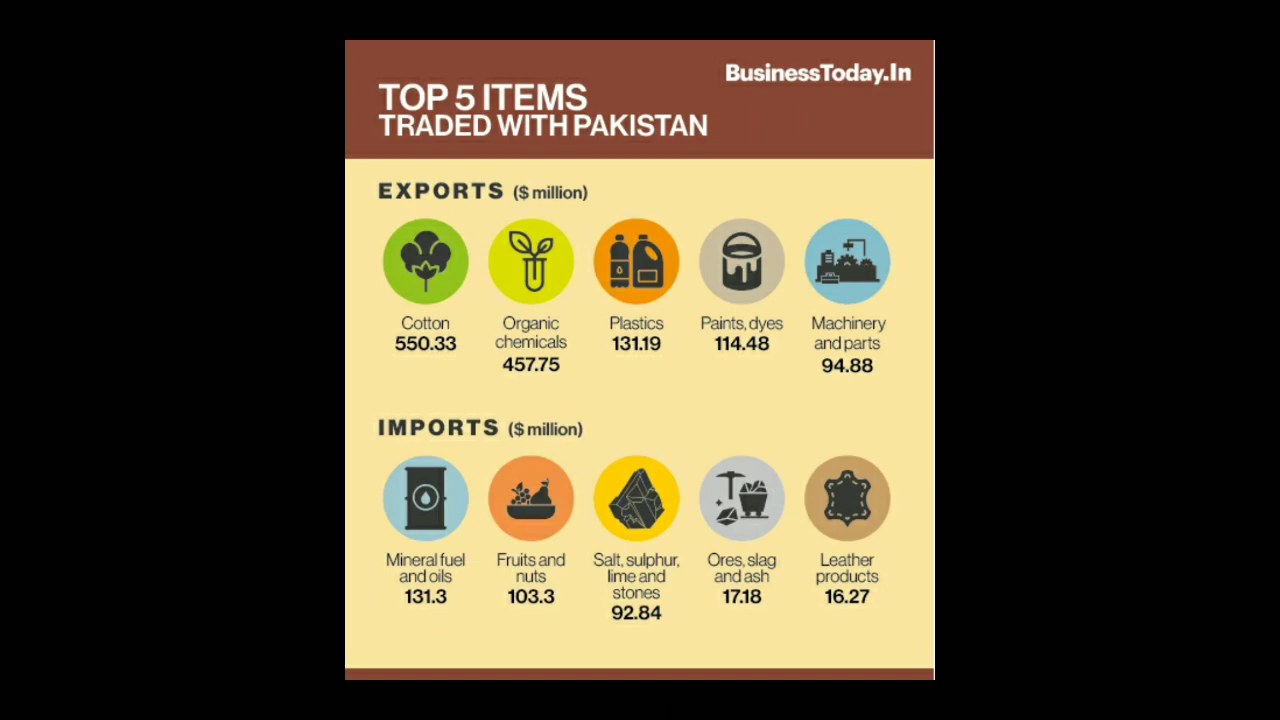 BusinessToday.In
TOP 5 ITEMS
TRADED WITH PAKISTAN
EXPORTS ($ million)
Cotton
550.33
Organic
chemicals
457.75
Plastics
131.19
Paints, dyes
114.48
Machinery
and parts
94.88
IMPORTS ($ million)
Mineral fuel
and oils
131.3
Fruits and
nuts
103.3
Salt, sulphur,
lime and
stones
92.84
Ores, slag
and ash
17.18
Leather
products
16.27